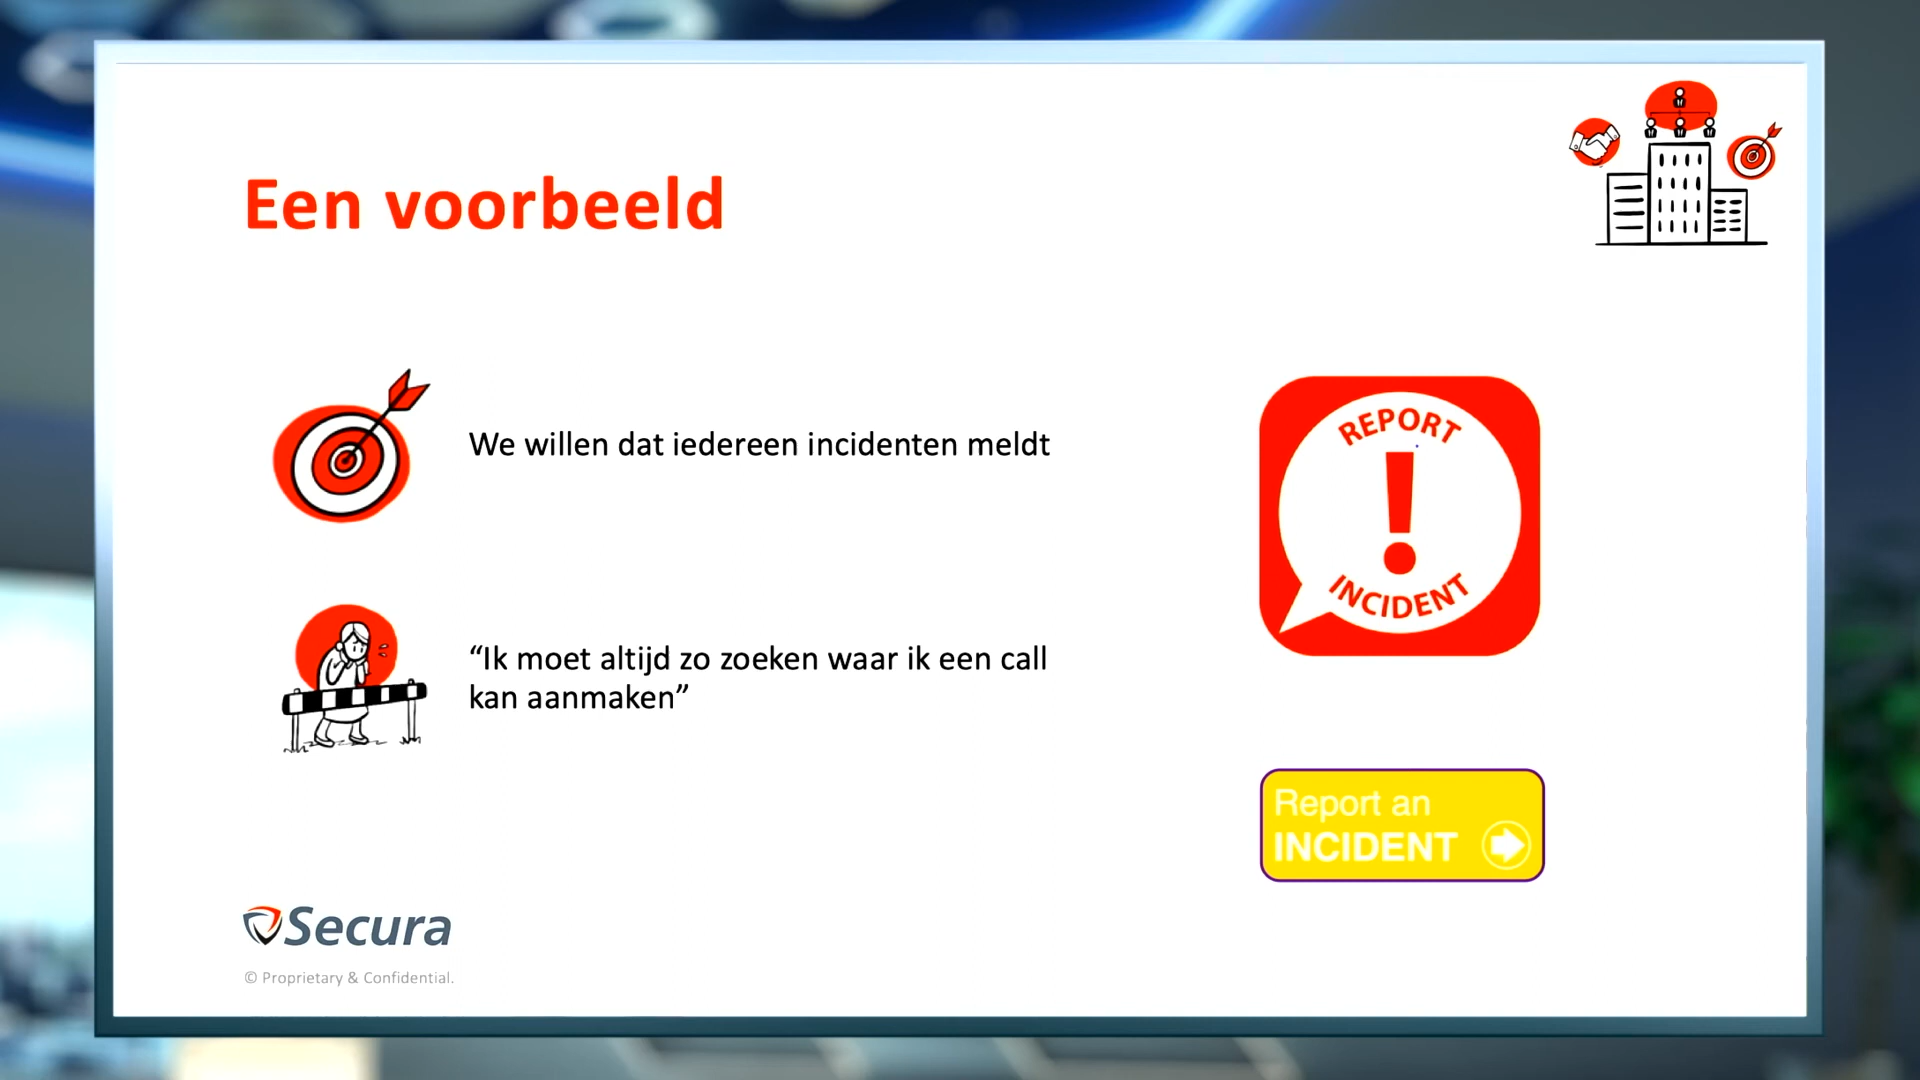 Een voorbeeld
We willen dat iedereen incidenten meldt
“Ik moet altijd zo zoeken waar ik een call
kan aanmaken”
REPORT
!
INCIDENT
Report an
INCIDENT
Secura
© Proprietary & Confidential.